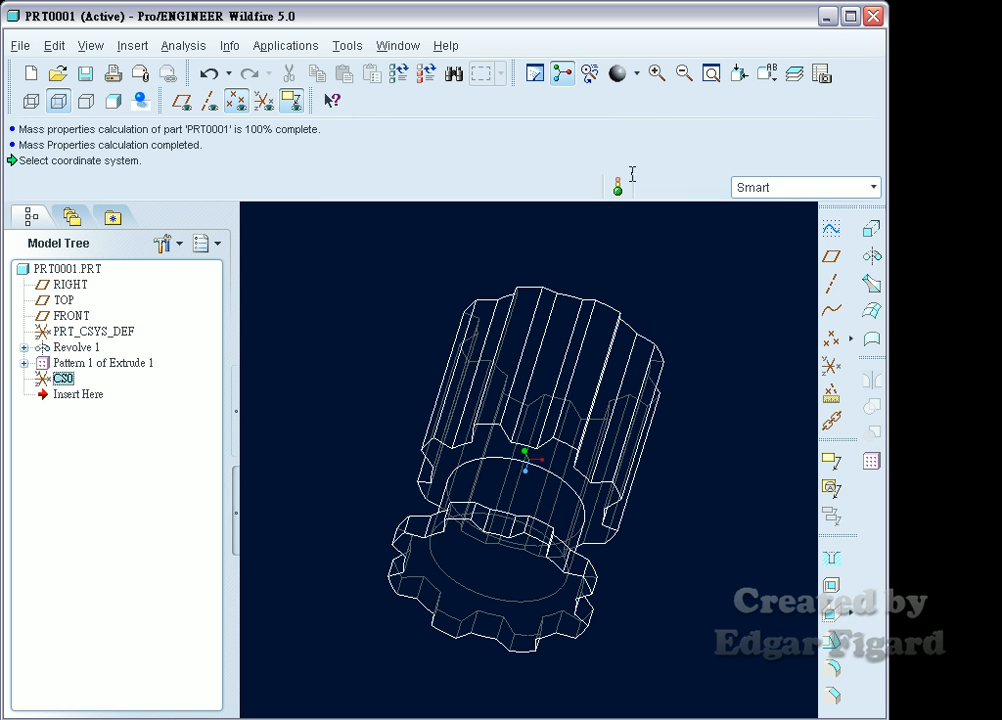 PRT0001 (Active) - Pro/ENGINEER Wildfire 5.0
File Edit View Insert Analysis Info Applications Tools Window Help
Mass properties calculation of part 'PRT0001' is 100% complete.
Mass Properties calculation completed.
Select coordinate system.
Smart
Model Tree
PRT0001.PRT
RIGHT
TOP
FRONT
PRT_CSYS_DEF
Revolve 1
Pattern 1 of Extrude 1
CS0
Insert Here
Created by
Edgar Figard